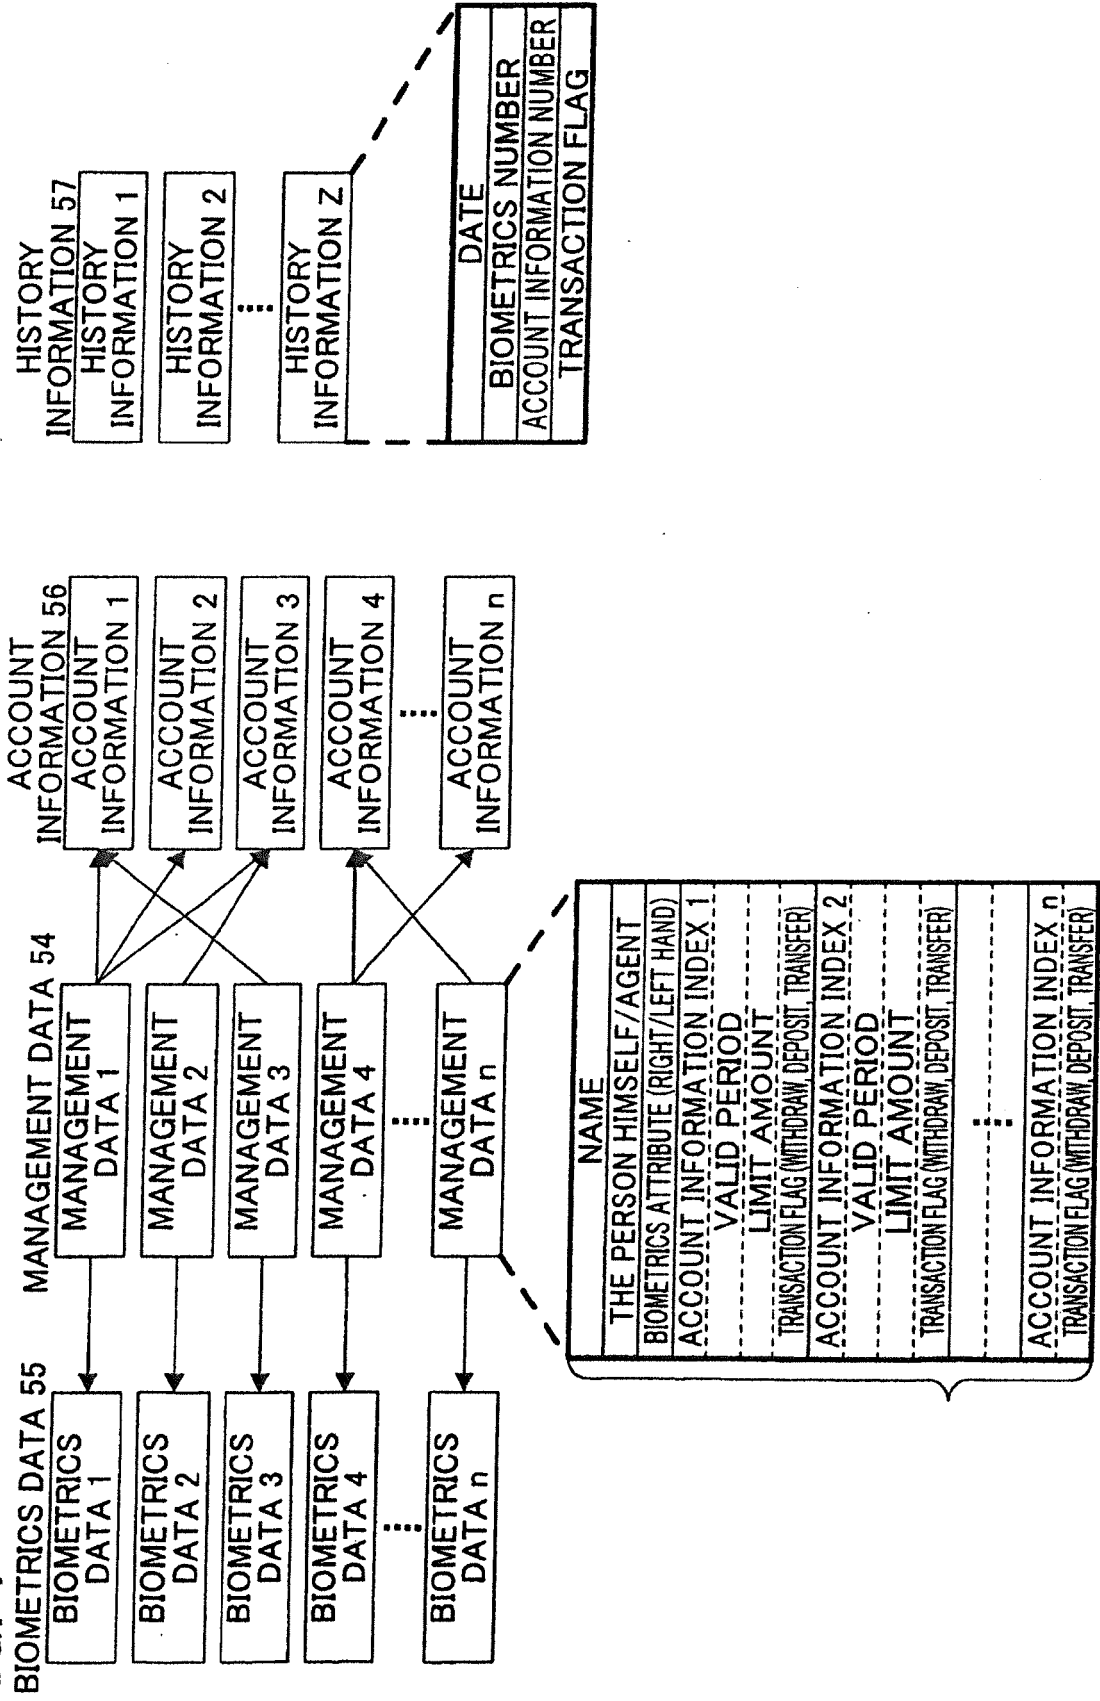 BIOMETRICS DATA 55
BIOMETRICS
DATA 1
BIOMETRICS
DATA 2
BIOMETRICS
DATA 3
BIOMETRICS
DATA 4
BIOMETRICS
DATA n
MANAGEMENT DATA 54
MANAGEMENT
DATA 1
MANAGEMENT
DATA 2
MANAGEMENT
DATA 3
MANAGEMENT
DATA 4
MANAGEMENT
DATA n
NAME
THE PERSON HIMSELF/AGENT
BIOMETRICS ATTRIBUTE (RIGHT/LEFT HAND)
ACCOUNT INFORMATION INDEX 1
VALID PERIOD
LIMIT AMOUNT
TRANSACTION FLAG (WITHDRAW, DEPOSIT, TRANSFER)
ACCOUNT INFORMATION INDEX 2
VALID PERIOD
LIMIT AMOUNT
TRANSACTION FLAG (WITHDRAW, DEPOSIT, TRANSFER)
ACCOUNT INFORMATION INDEX n
TRANSACTION FLAG (WITHDRAW, DEPOSIT, TRANSFER)
ACCOUNT
INFORMATION 56
ACCOUNT
INFORMATION 1
ACCOUNT
INFORMATION 2
ACCOUNT
INFORMATION 3
ACCOUNT
INFORMATION 4
ACCOUNT
INFORMATION n
HISTORY
INFORMATION 57
HISTORY
INFORMATION 1
HISTORY
INFORMATION 2
HISTORY
INFORMATION Z
DATE
BIOMETRICS NUMBER
ACCOUNT INFORMATION NUMBER
TRANSACTION FLAG